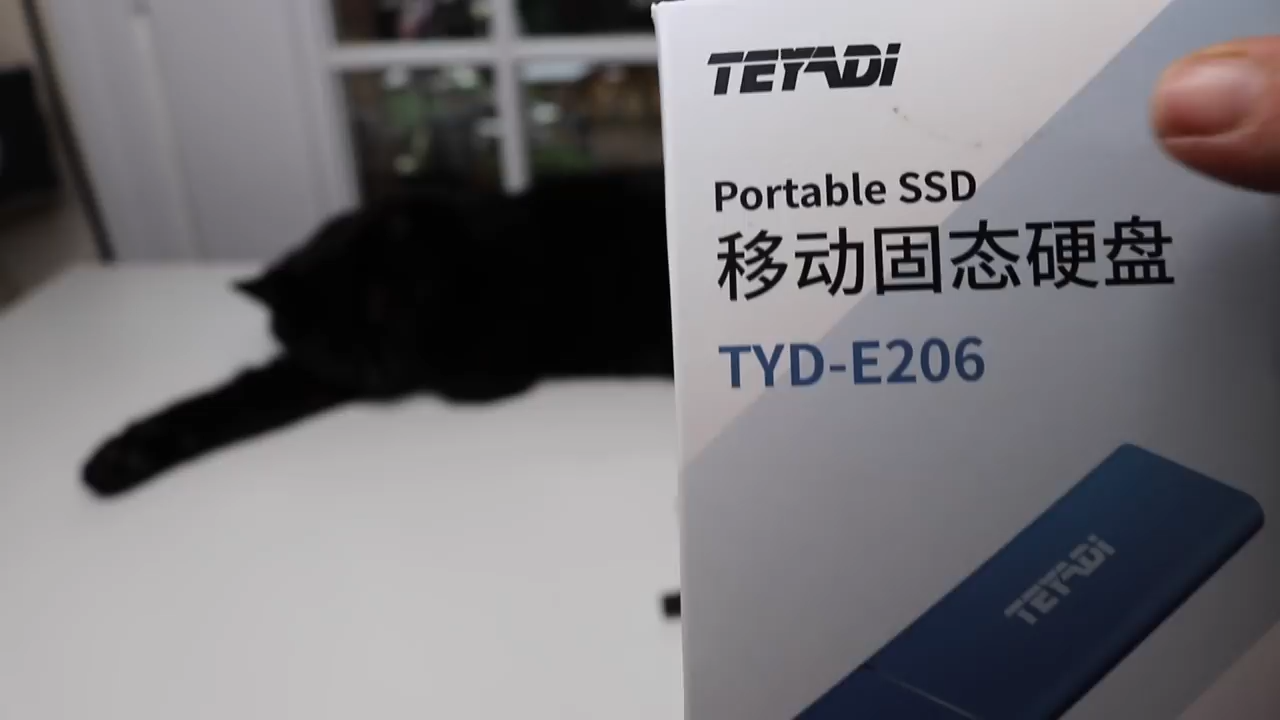 TEYADI
Portable SSD
移动固态硬盘
TYD-E206
TEYADI